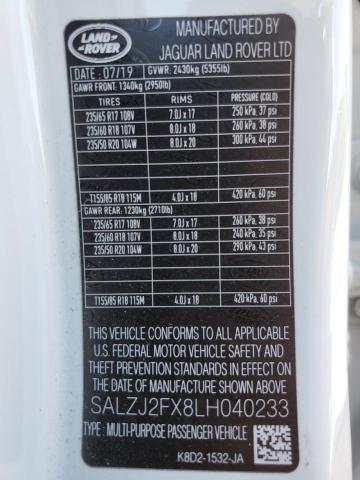 LAND
ROVER
MANUFACTURED BY
JAGUAR LAND ROVER LTD
DATE : 07/19 GVWR: 2430kg (5355lb)
GAWR FRONT: 1340kg (2950lb)
TIRES RIMS PRESSURE (COLD)
235/65 R17 108V 7.0J x 17 250 kPa, 37 psi
235/60 R18 107V 8.0J x 18 260 kPa, 38 psi
235/50 R20 104W 8.0J x 20 300 kPa, 44 psi
T155/85 R18 115M 4.0J x 18 420 kPa, 60 psi
GAWR REAR: 1230kg (2710lb)
235/65 R17 108V 7.0J x 17 260 kPa, 38 psi
235/60 R18 107V 8.0J x 18 240 kPa, 35 psi
235/50 R20 104W 8.0J x 20 290 kPa, 43 psi
T155/85 R18 115M 4.0J x 18 420 kPa, 60 psi
THIS VEHICLE CONFORMS TO ALL APPLICABLE
U.S. FEDERAL MOTOR VEHICLE
SAFETY STANDARDS IN EFFECT
ON THE DATE OF MANUFACTURE SHOWN ABOVE:
SALZJ2FX8LH040233
TYPE : MULTI-PURPOSE PASSENGER VEHICLE
K8D2-1532-JA